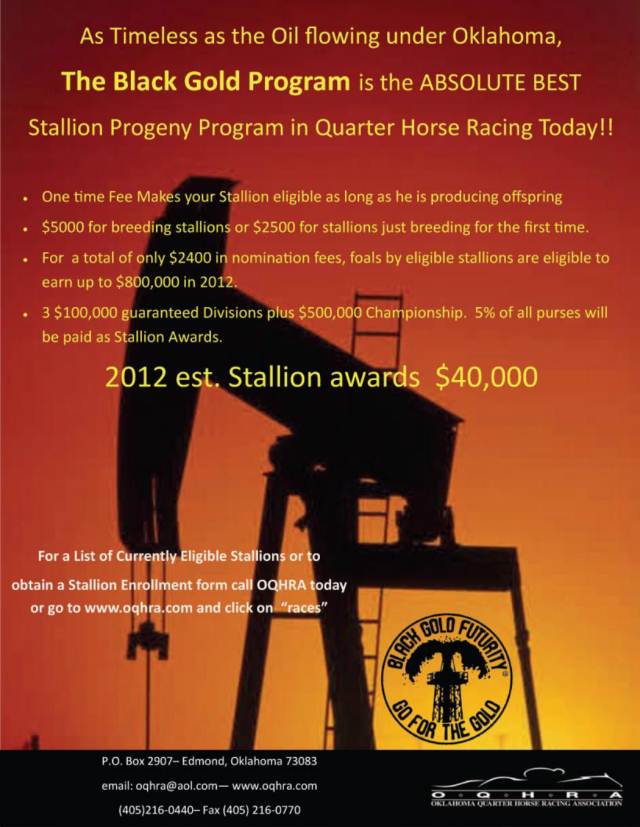 As Timeless as the Oil flowing under Oklahoma,
The Black Gold Program is the ABSOLUTE BEST
Stallion Progeny Program in Quarter Horse Racing Today!!
• One time Fee Makes your Stallion eligible as long as he is producing offspring
• $5000 for breeding stallions or $2500 for stallions just breeding for the first time.
• For a total of only $2400 in nomination fees, foals by eligible stallions are eligible to
earn up to $800,000 in 2012.
• 3 $100,000 guaranteed Divisions plus $500,000 Championship. 5% of all purses will
be paid as Stallion Awards.
2012 est. Stallion awards $40,000
For a List of Currently Eligible Stallions or to
obtain a Stallion Enrollment form call OQHRA today
or go to www.oqhra.com and click on “races”
BLACK GOLD FUTURITY
GO FOR THE GOLD
P.O. Box 2907– Edmond, Oklahoma 73083
email: oqhra@aol.com— www.oqhra.com
(405)216-0440– Fax (405) 216-0770
O Q H R A
OKLAHOMA QUARTER HORSE RACING ASSOCIATION